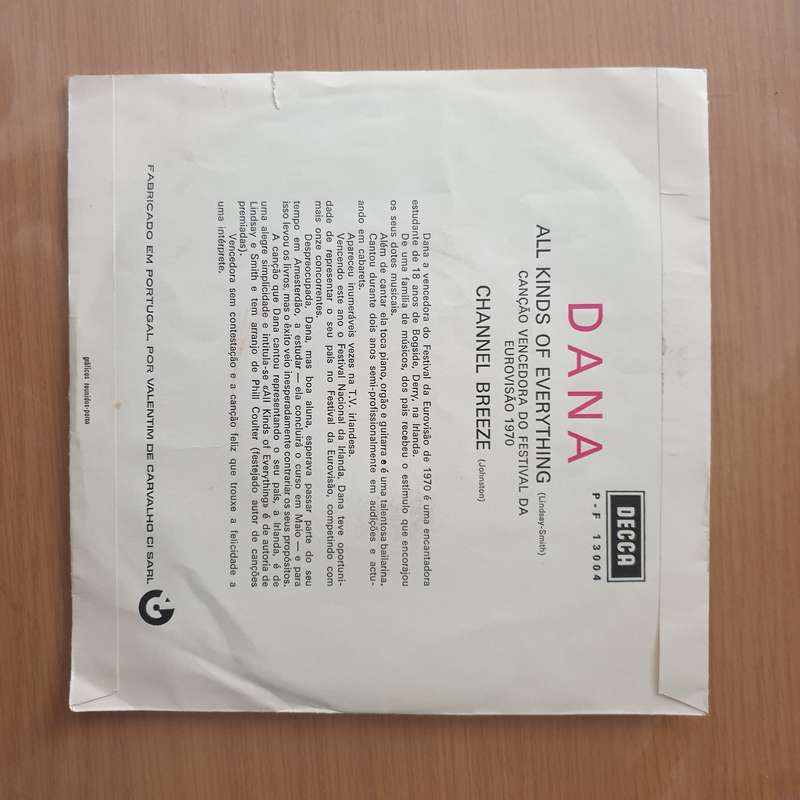 DECCA
P-F 13004
DANA
ALL KINDS OF EVERYTHING (Lindsay-Smith)
CANÇÃO VENCEDORA DO FESTIVAL DA
EUROVISÃO 1970
CHANNEL BREEZE (Johnston)
Dana a vencedora do Festival da Eurovisão de 1970 é uma encantadora
estudante de 18 anos de Bogside, Derry, na Irlanda.
De uma família de músicos, dos pais recebeu o estímulo que encorajou
os seus dotes musicais.
Além de cantar ela toca piano, orgão e guitarra e é uma talentosa bailarina.
Cantou durante dois anos semi-profissionalmente em audições e actu-
ando em cabarets.
Apareceu inumeráveis vezes na T.V. irlandesa.
Vencendo este ano o Festival Nacional da Irlanda, Dana teve oportuni-
dade de representar o seu país no Festival da Eurovisão, competindo com
mais onze concorrentes.
Despreocupada, Dana, mas boa aluna, esperava passar parte do seu
tempo em Amesterdão, a estudar — ela concluirá o curso em Maio — e para
isso levou os livros, mas o êxito veio inesperadamente contrariar os seus propósitos.
A canção que Dana cantou representando o seu país, a Irlanda, é de
uma alegre simplicidade e intitula-se «All Kinds of Everything» é de autoria de
Lindsay e Smith e tem arranjo de Phill Coulter (festejado autor de canções
premiadas).
Vencedora sem contestação e a canção feliz que trouxe a felicidade a
uma intérprete.
FABRICADO EM PORTUGAL POR VALENTIM DE CARVALHO CI SARL
gráficos reunidos-porto